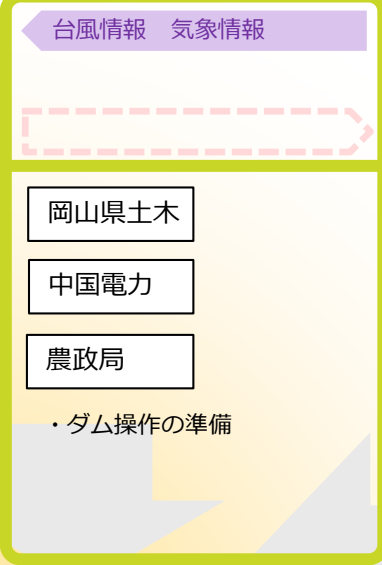 台風情報　気象情報
岡山県土木
中国電力
農政局
・ダム操作の準備